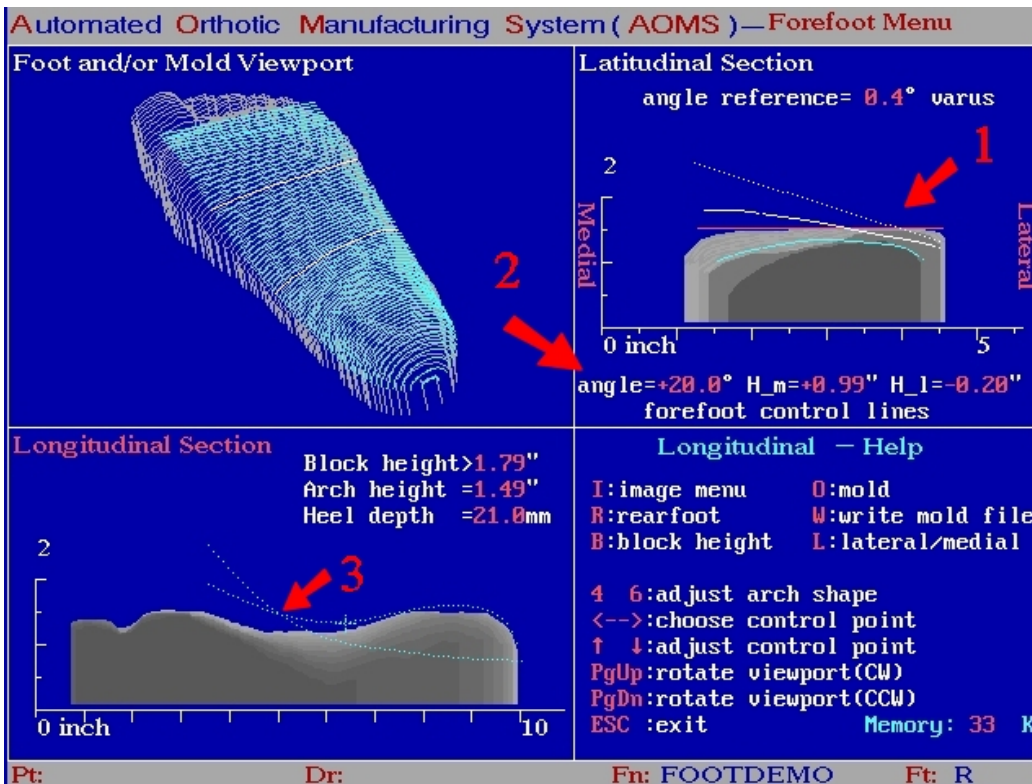 Automated Orthotic Manufacturing System ( AOMS )—Forefoot Menu
Foot and/or Mold Viewport
Latitudinal Section
angle reference= 0.4° varus
1
2
Medial
Lateral
2
0 inch 5
angle=+20.0° H_m=+0.99" H_l=-0.20"
forefoot control lines
Longitudinal Section
Block height>1.79"
Arch height =1.49"
Heel depth =21.0mm
2
3
0 inch 10
Longitudinal — Help
I:image menu O:mold
R:rearfoot W:write mold file
B:block height L:lateral/medial
4 6:adjust arch shape
<-->:choose control point
↑ ↓:adjust control point
PgUp:rotate viewport(CW)
PgDn:rotate viewport(CCW)
ESC :exit Memory: 33 K
Pt: Dr: Fn: FOOTDEMO Ft: R